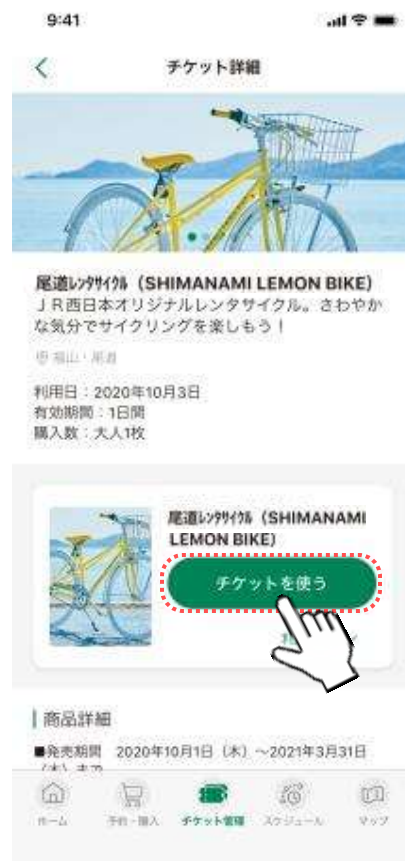 9:41
チケット詳細
尾道ﾚﾝﾀｻｲｸﾙ（SHIMANAMI LEMON BIKE）
ＪＲ西日本オリジナルレンタサイクル。さわやか
な気分でサイクリングを楽しもう！
福山・尾道
利用日：2020年10月3日
有効期間：1日間
購入数：大人1枚
尾道ﾚﾝﾀｻｲｸﾙ（SHIMANAMI
LEMON BIKE）
チケットを使う
商品詳細
■発売期間　2020年10月1日（木）～2021年3月31日
（水）まで
ホーム
予約・購入
チケット管理
スケジュール
マップ